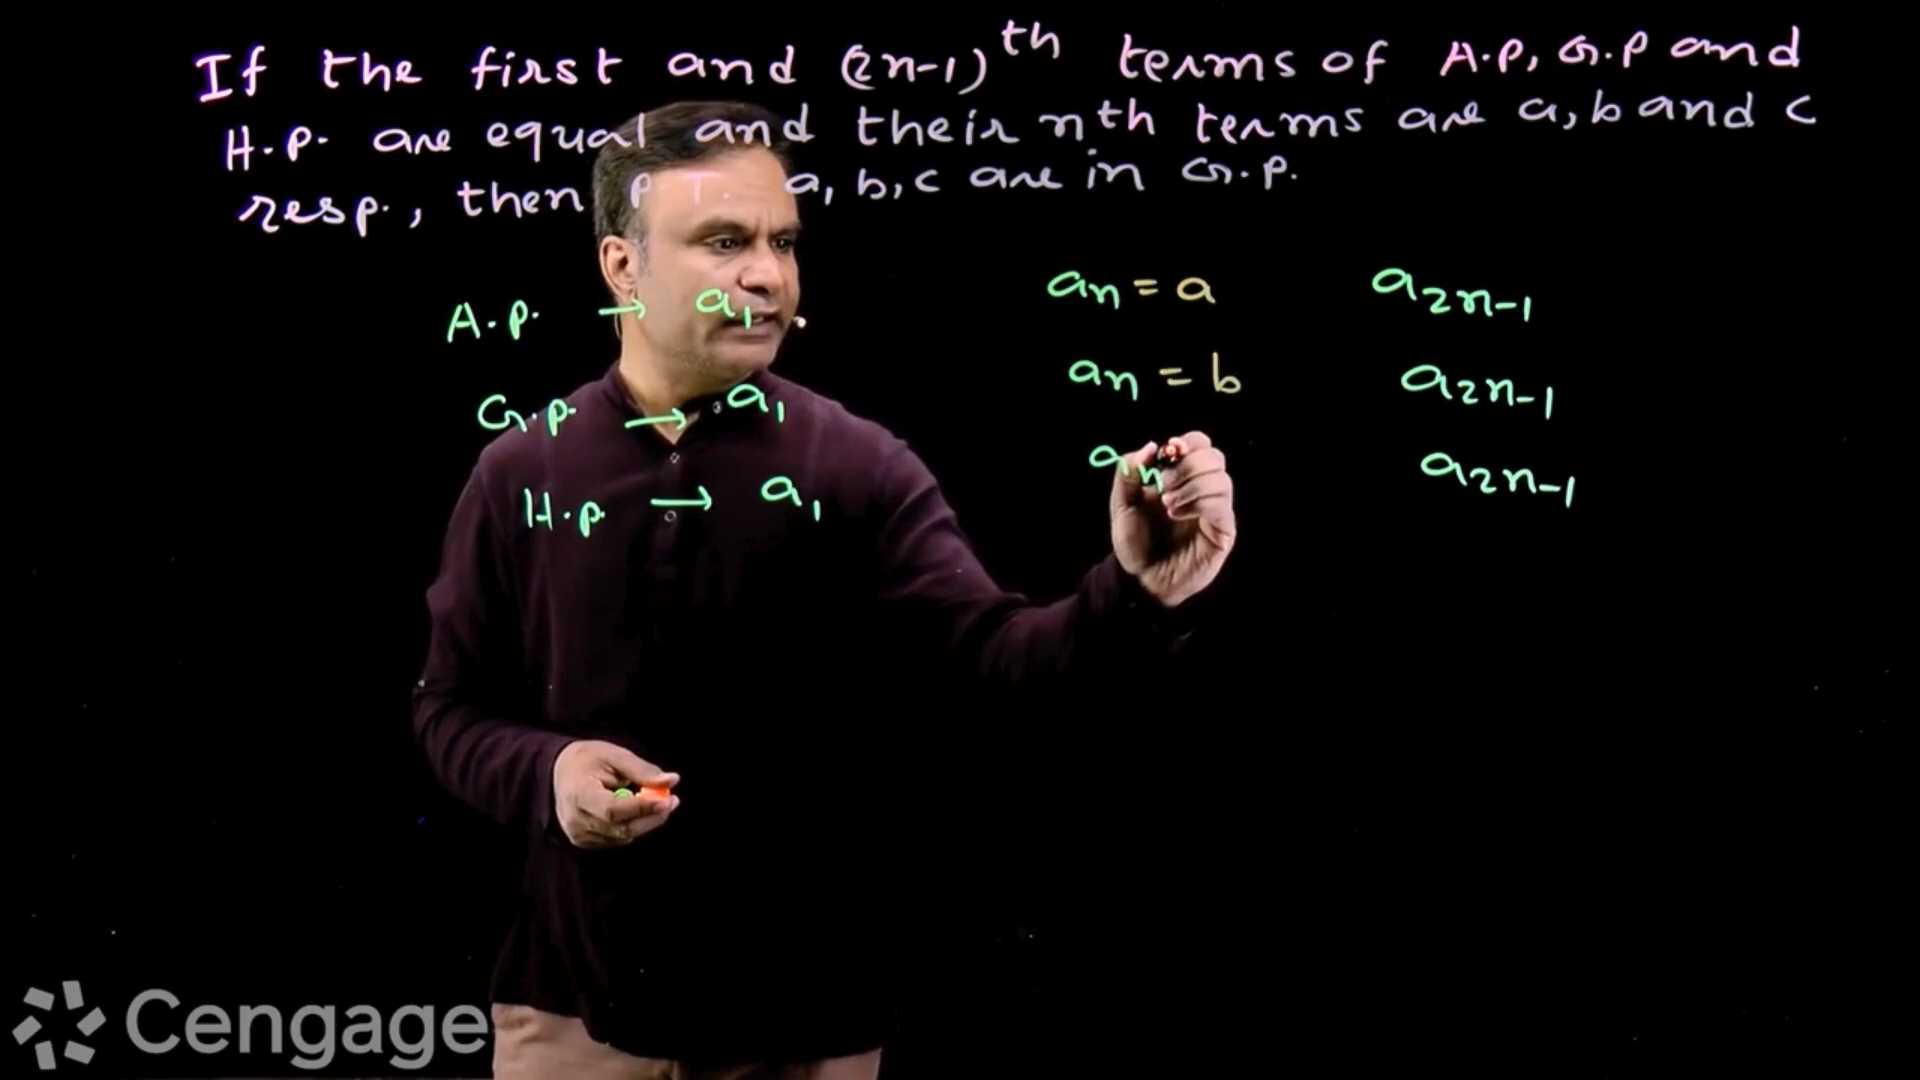 If the first and (2n-1)th terms of A.P, G.P and
H.P. are equal and their nth terms are a, b and c
resp., then P.T. a, b, c are in G.P.
A.P. → a1 an = a a2n-1
G.P. → a1 an = b a2n-1
H.P. → a1 an a2n-1
Cengage